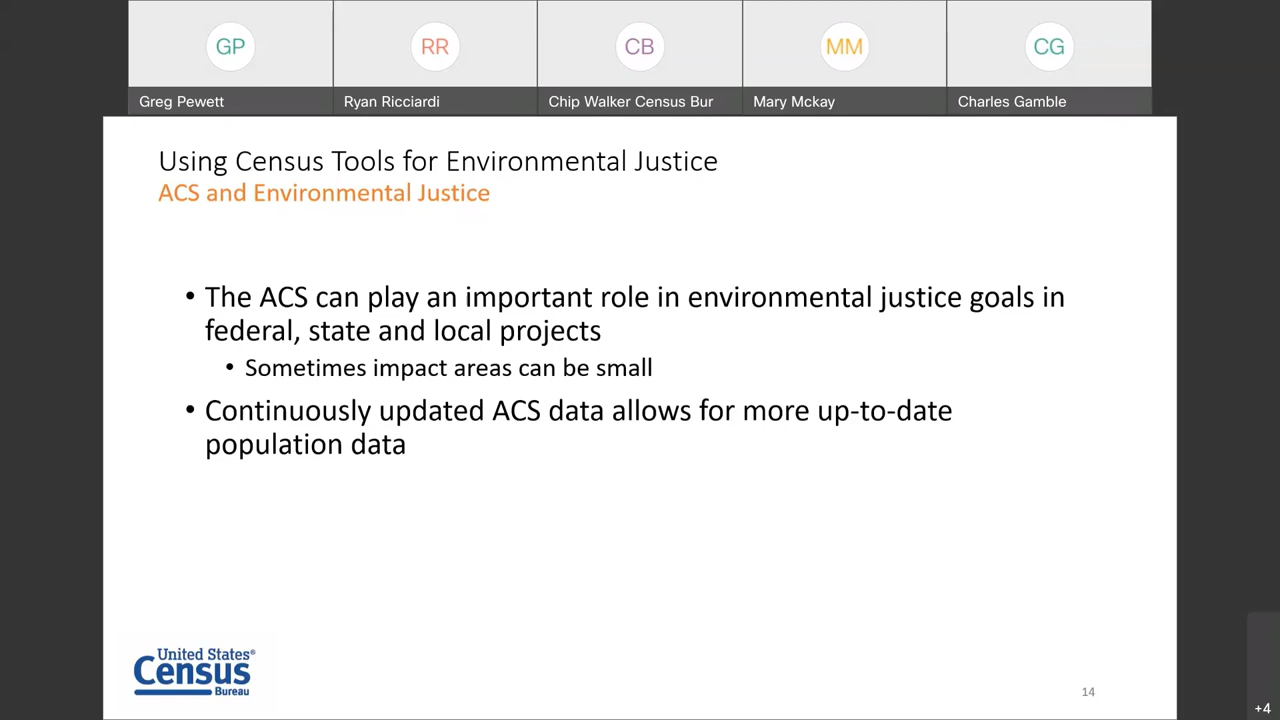 GP
RR
CB
MM
CG
Greg Pewett
Ryan Ricciardi
Chip Walker Census Bur
Mary Mckay
Charles Gamble
Using Census Tools for Environmental Justice
ACS and Environmental Justice
• The ACS can play an important role in environmental justice goals in
federal, state and local projects
• Sometimes impact areas can be small
• Continuously updated ACS data allows for more up-to-date
population data
United States®
Census
Bureau
14
+4